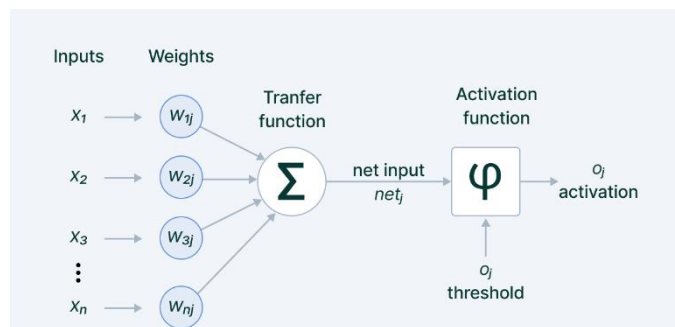 Inputs
Weights
Tranfer
function
Activation
function
x₁
w₁ⱼ
x₂
w₂ⱼ
Σ
net input
netⱼ
φ
oⱼ
activation
x₃
w₃ⱼ
oⱼ
threshold
⋮
xₙ
wₙⱼ